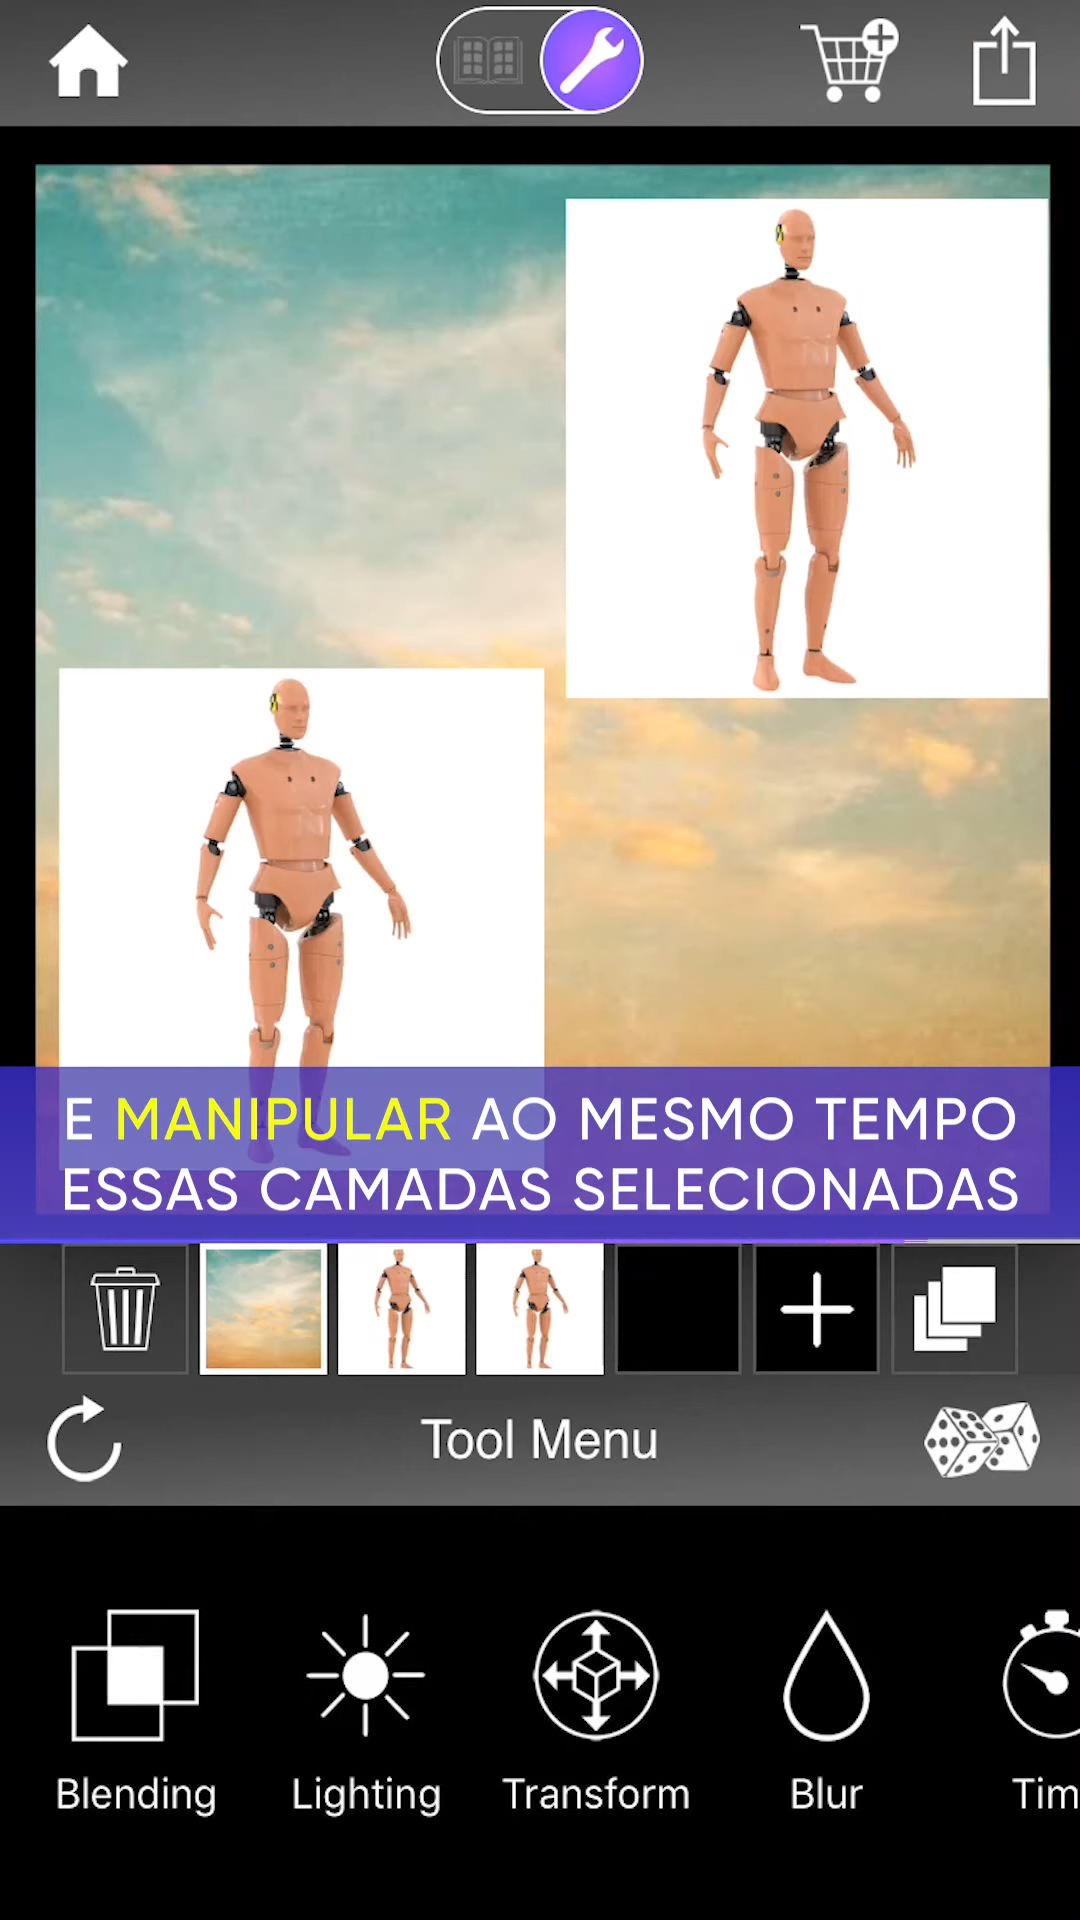 E MANIPULAR AO MESMO TEMPO
ESSAS CAMADAS SELECIONADAS
Tool Menu
Blending
Lighting
Transform
Blur
Tim